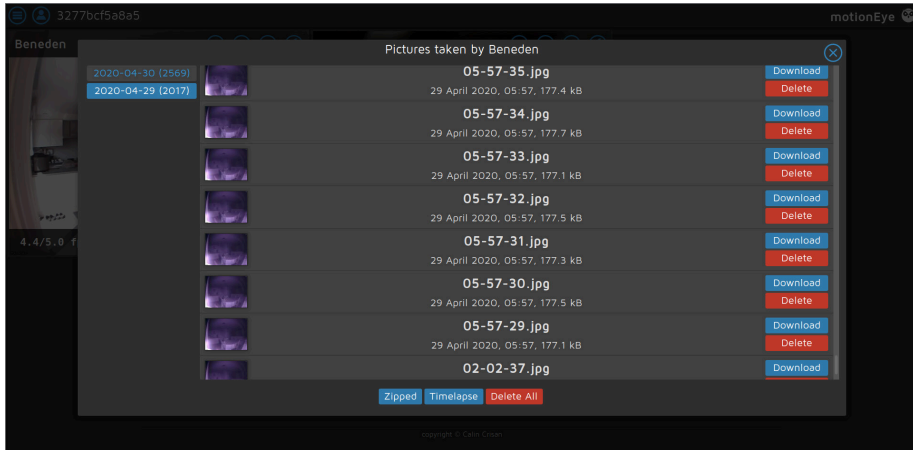 3277bcf5a8a5
motionEye
Beneden
Pictures taken by Beneden
2020-04-30 (2569)
2020-04-29 (2017)
05-57-35.jpg
29 April 2020, 05:57, 177.4 kB
Download
Delete
05-57-34.jpg
29 April 2020, 05:57, 177.7 kB
Download
Delete
05-57-33.jpg
29 April 2020, 05:57, 177.1 kB
Download
Delete
05-57-32.jpg
29 April 2020, 05:57, 177.5 kB
Download
Delete
05-57-31.jpg
29 April 2020, 05:57, 177.3 kB
Download
Delete
05-57-30.jpg
29 April 2020, 05:57, 177.5 kB
Download
Delete
05-57-29.jpg
29 April 2020, 05:57, 177.1 kB
Download
Delete
02-02-37.jpg
Download
4.4/5.0 f
Zipped
Timelapse
Delete All
copyright © Calin Crisan